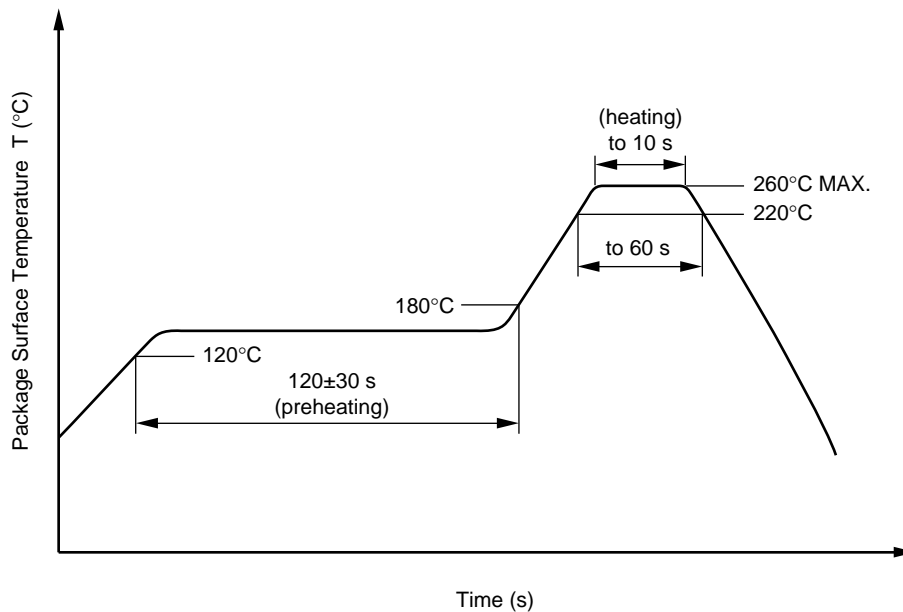 Package Surface Temperature T (°C)
(heating)
to 10 s
260°C MAX.
220°C
to 60 s
180°C
120°C
120±30 s
(preheating)
Time (s)